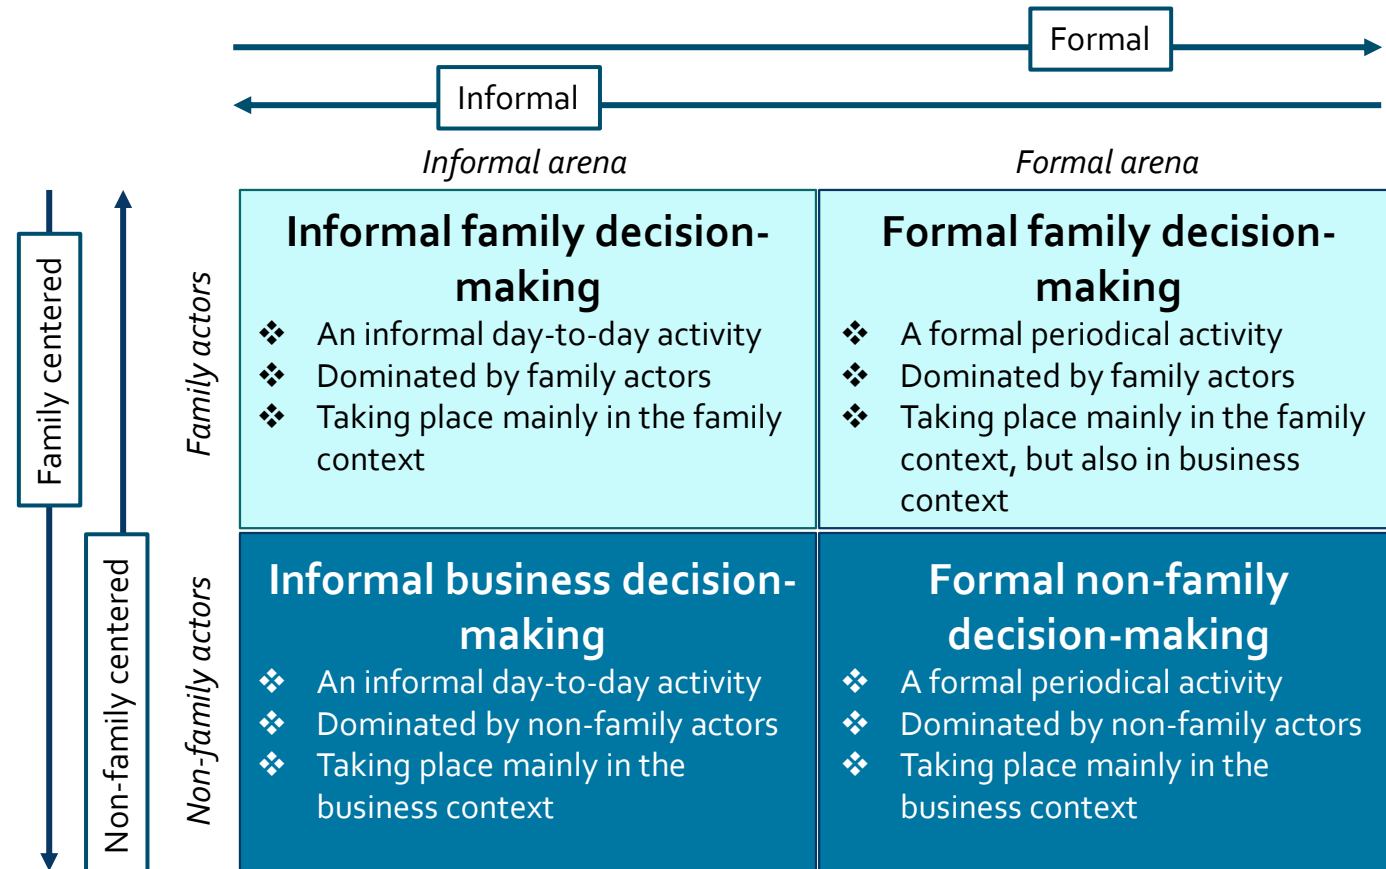 Formal
Informal
Informal arena
Formal arena
Family centered
Non-family centered
Family actors
Non-family actors
Informal family decision-
making
❖ An informal day-to-day activity
❖ Dominated by family actors
❖ Taking place mainly in the family
context
Formal family decision-
making
❖ A formal periodical activity
❖ Dominated by family actors
❖ Taking place mainly in the family
context, but also in business
context
Informal business decision-
making
❖ An informal day-to-day activity
❖ Dominated by non-family actors
❖ Taking place mainly in the
business context
Formal non-family
decision-making
❖ A formal periodical activity
❖ Dominated by non-family actors
❖ Taking place mainly in the
business context